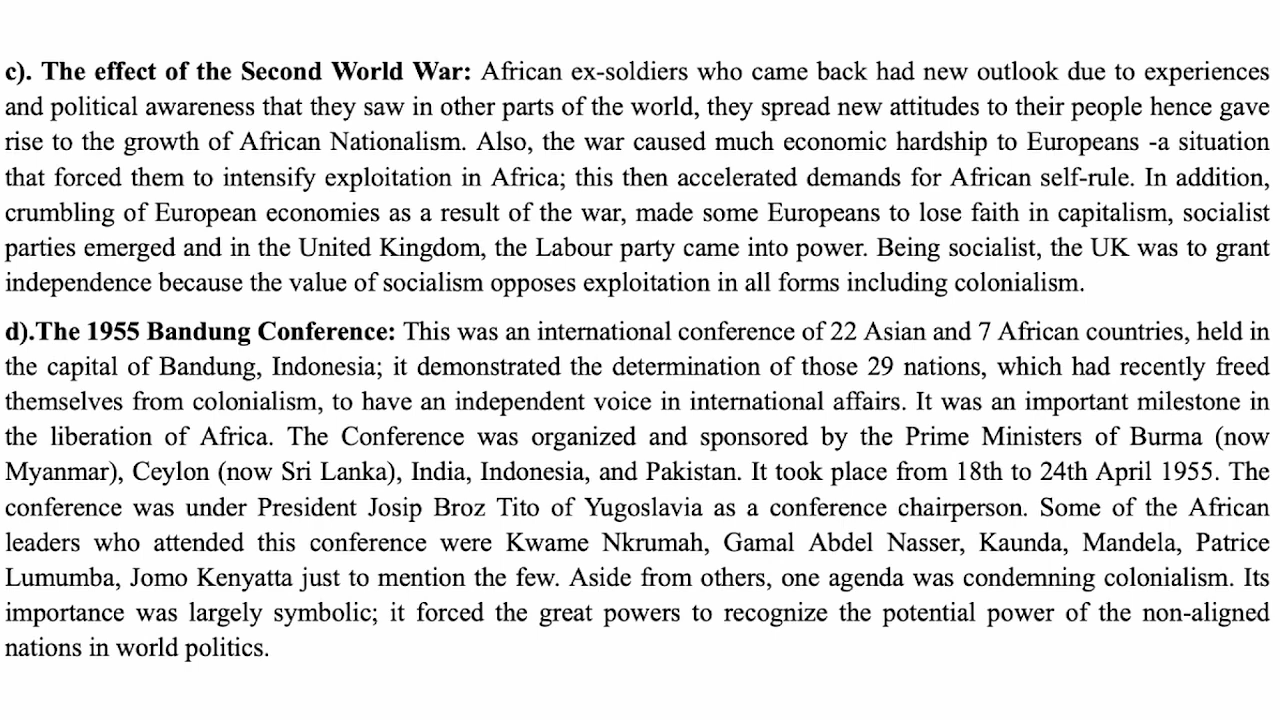 c). The effect of the Second World War: African ex-soldiers who came back had new outlook due to experiences
and political awareness that they saw in other parts of the world, they spread new attitudes to their people hence gave
rise to the growth of African Nationalism. Also, the war caused much economic hardship to Europeans -a situation
that forced them to intensify exploitation in Africa; this then accelerated demands for African self-rule. In addition,
crumbling of European economies as a result of the war, made some Europeans to lose faith in capitalism, socialist
parties emerged and in the United Kingdom, the Labour party came into power. Being socialist, the UK was to grant
independence because the value of socialism opposes exploitation in all forms including colonialism.
d).The 1955 Bandung Conference: This was an international conference of 22 Asian and 7 African countries, held in
the capital of Bandung, Indonesia; it demonstrated the determination of those 29 nations, which had recently freed
themselves from colonialism, to have an independent voice in international affairs. It was an important milestone in
the liberation of Africa. The Conference was organized and sponsored by the Prime Ministers of Burma (now
Myanmar), Ceylon (now Sri Lanka), India, Indonesia, and Pakistan. It took place from 18th to 24th April 1955. The
conference was under President Josip Broz Tito of Yugoslavia as a conference chairperson. Some of the African
leaders who attended this conference were Kwame Nkrumah, Gamal Abdel Nasser, Kaunda, Mandela, Patrice
Lumumba, Jomo Kenyatta just to mention the few. Aside from others, one agenda was condemning colonialism. Its
importance was largely symbolic; it forced the great powers to recognize the potential power of the non-aligned
nations in world politics.